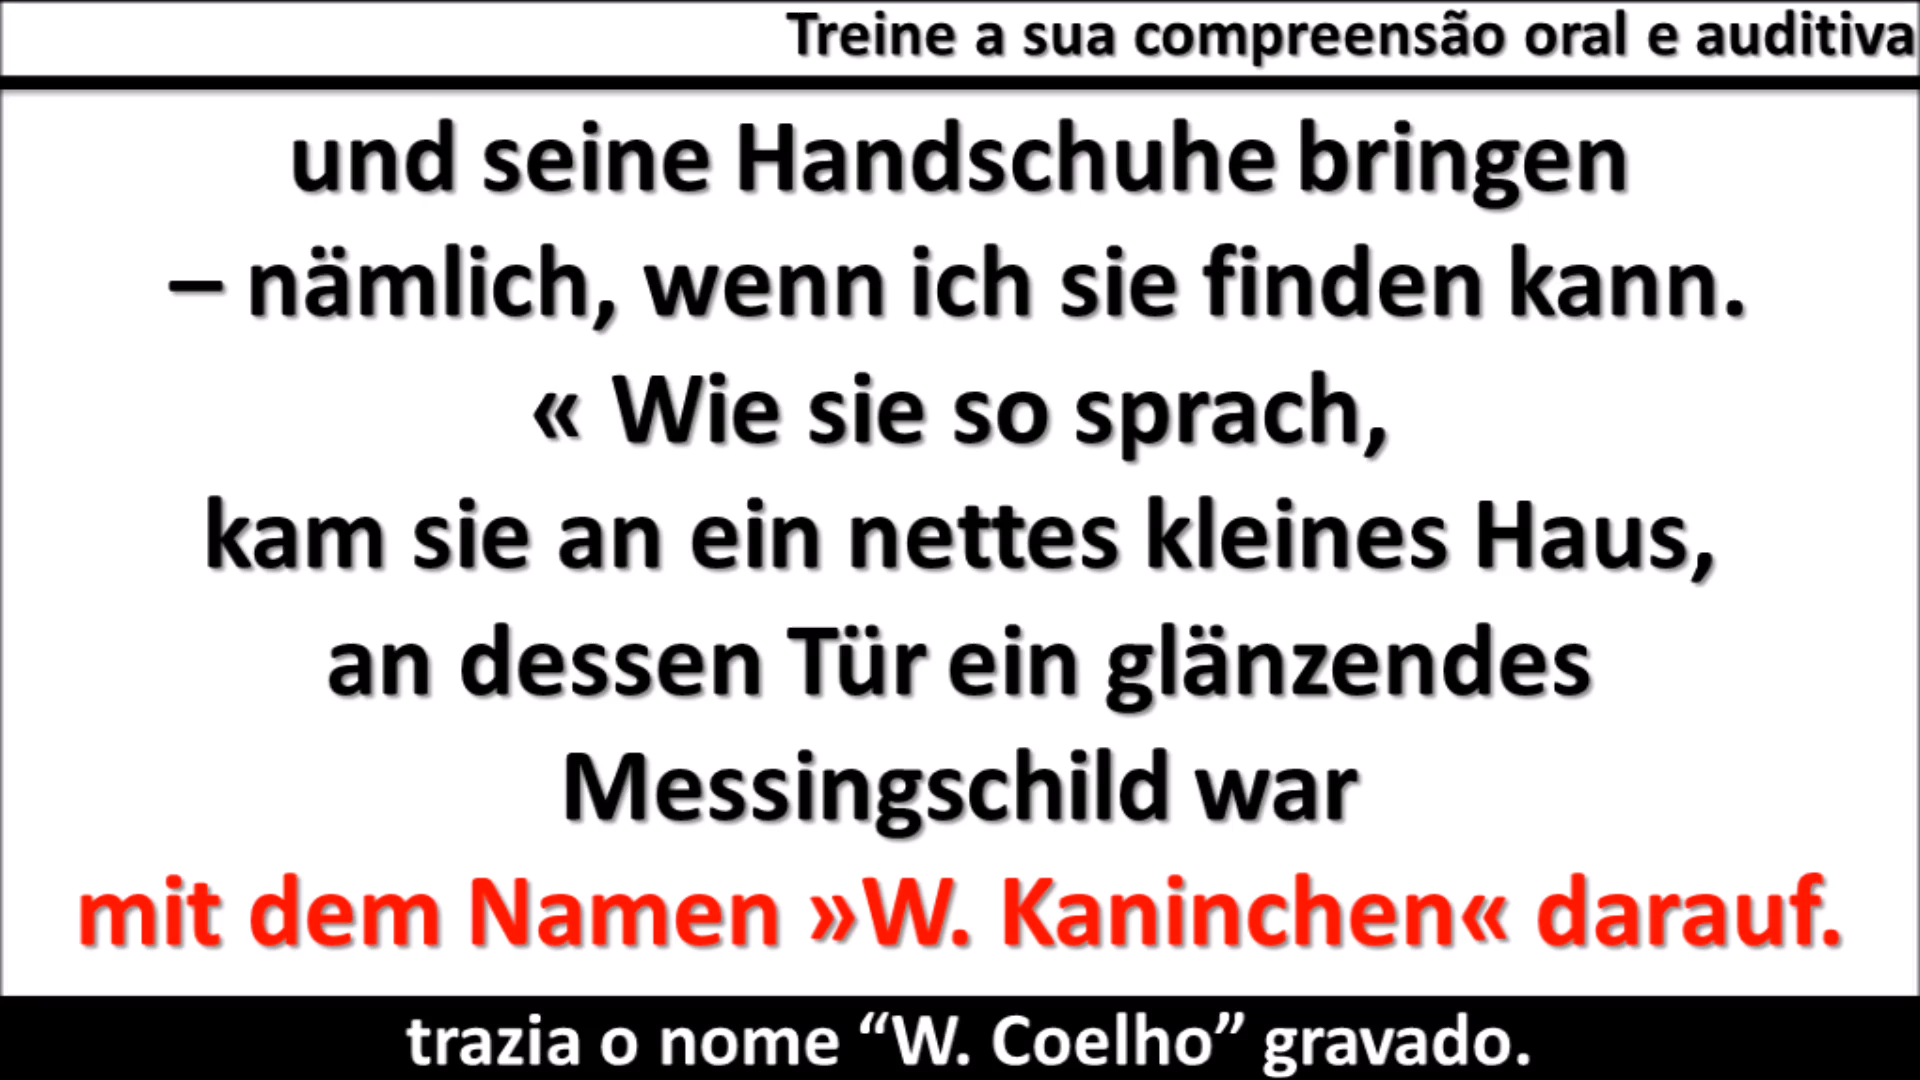 Treine a sua compreensão oral e auditiva
und seine Handschuhe bringen
– nämlich, wenn ich sie finden kann.
« Wie sie so sprach,
kam sie an ein nettes kleines Haus,
an dessen Tür ein glänzendes
Messingschild war
mit dem Namen »W. Kaninchen« darauf.
trazia o nome “W. Coelho” gravado.